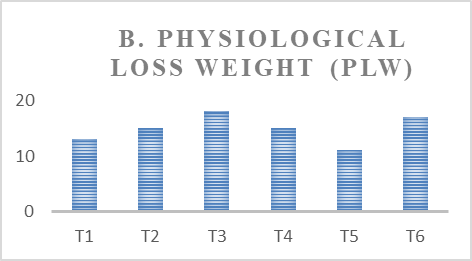 B. PHYSIOLOGICAL
LOSS WEIGHT (PLW)
20
10
0
T1 T2 T3 T4 T5 T6